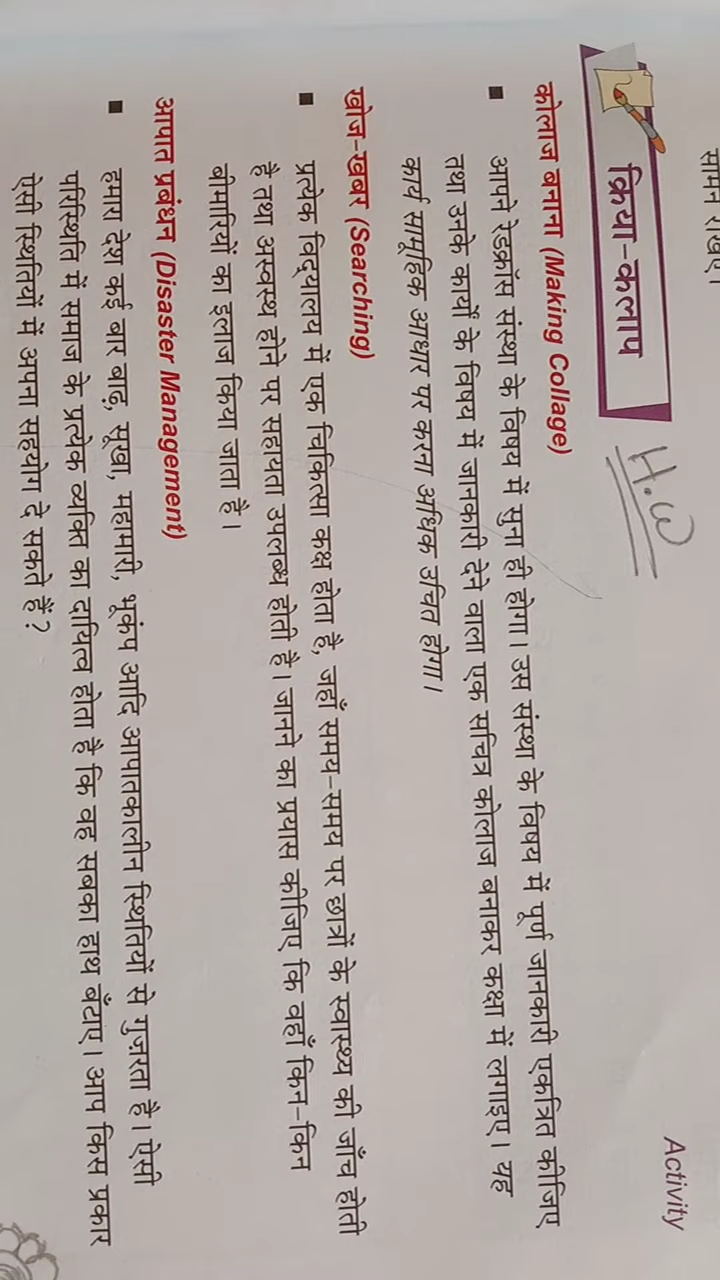 सामने रखिए।
Activity
क्रिया-कलाप
H.W
कोलाज बनाना (Making Collage)
■ आपने रेडक्रॉस संस्था के विषय में सुना ही होगा। उस संस्था के विषय में पूर्ण जानकारी एकत्रित कीजिए
तथा उनके कार्यों के विषय में जानकारी देने वाला एक सचित्र कोलाज बनाकर कक्षा में लगाइए। यह
कार्य सामूहिक आधार पर करना अधिक उचित होगा।
खोज-खबर (Searching)
■ प्रत्येक विद्यालय में एक चिकित्सा कक्ष होता है, जहाँ समय-समय पर छात्रों के स्वास्थ्य की जाँच होती
है तथा अस्वस्थ होने पर सहायता उपलब्ध होती है। जानने का प्रयास कीजिए कि वहाँ किन-किन
बीमारियों का इलाज किया जाता है।
आपात प्रबंधन (Disaster Management)
■ हमारा देश कई बार बाढ़, सूखा, महामारी, भूकंप आदि आपातकालीन स्थितियों से गुज़रता है। ऐसी
परिस्थिति में समाज के प्रत्येक व्यक्ति का दायित्व होता है कि वह सबका हाथ बँटाए। आप किस प्रकार
ऐसी स्थितियों में अपना सहयोग दे सकते हैं?